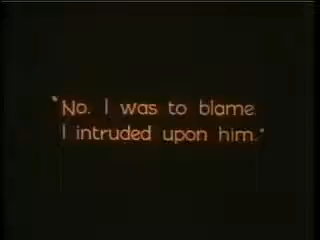 "No. I was to blame.
I intruded upon him."